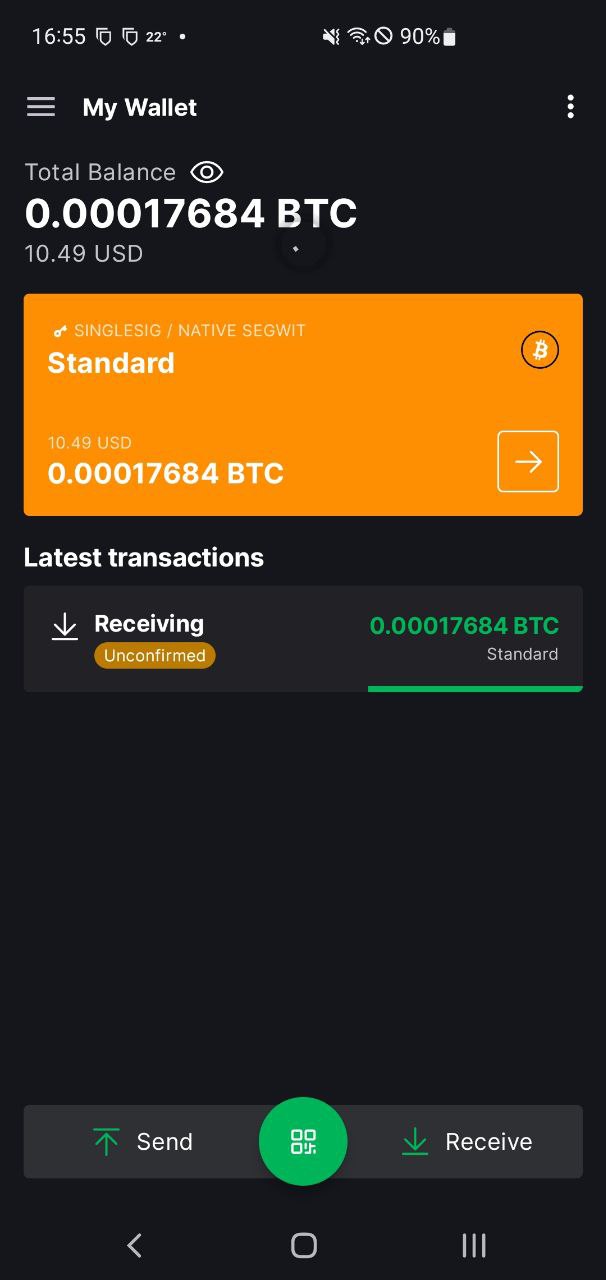 16:55 22° 90%
My Wallet
Total Balance
0.00017684 BTC
10.49 USD
SINGLESIG / NATIVE SEGWIT
Standard
10.49 USD
0.00017684 BTC
Latest transactions
Receiving 0.00017684 BTC
Unconfirmed Standard
Send Receive